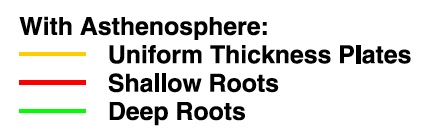 With Asthenosphere:
Uniform Thickness Plates
Shallow Roots
Deep Roots